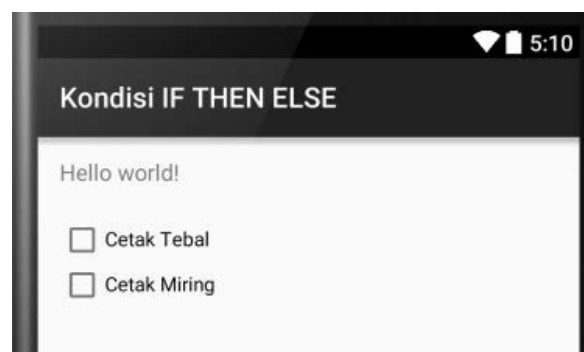 5:10
Kondisi IF THEN ELSE
Hello world!
Cetak Tebal
Cetak Miring